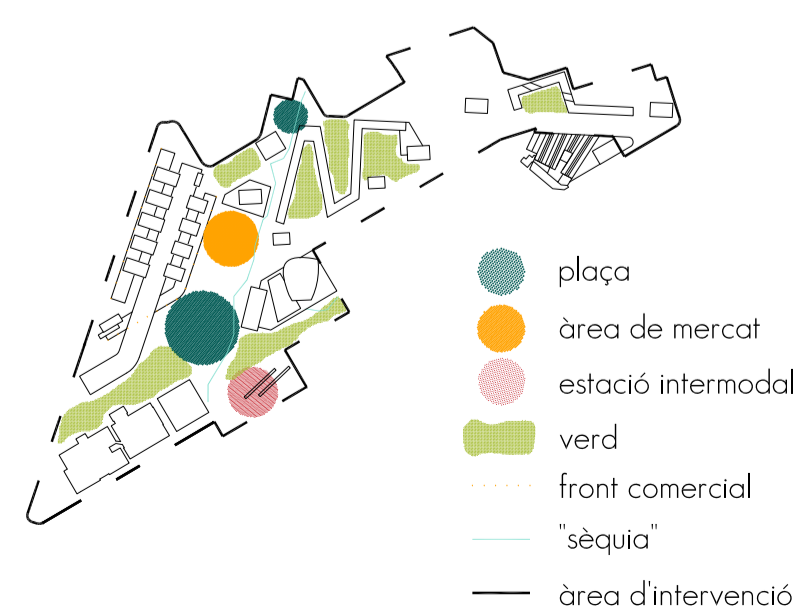 plaça
àrea de mercat
estació intermodal
verd
front comercial
"sèquia"
àrea d'intervenció